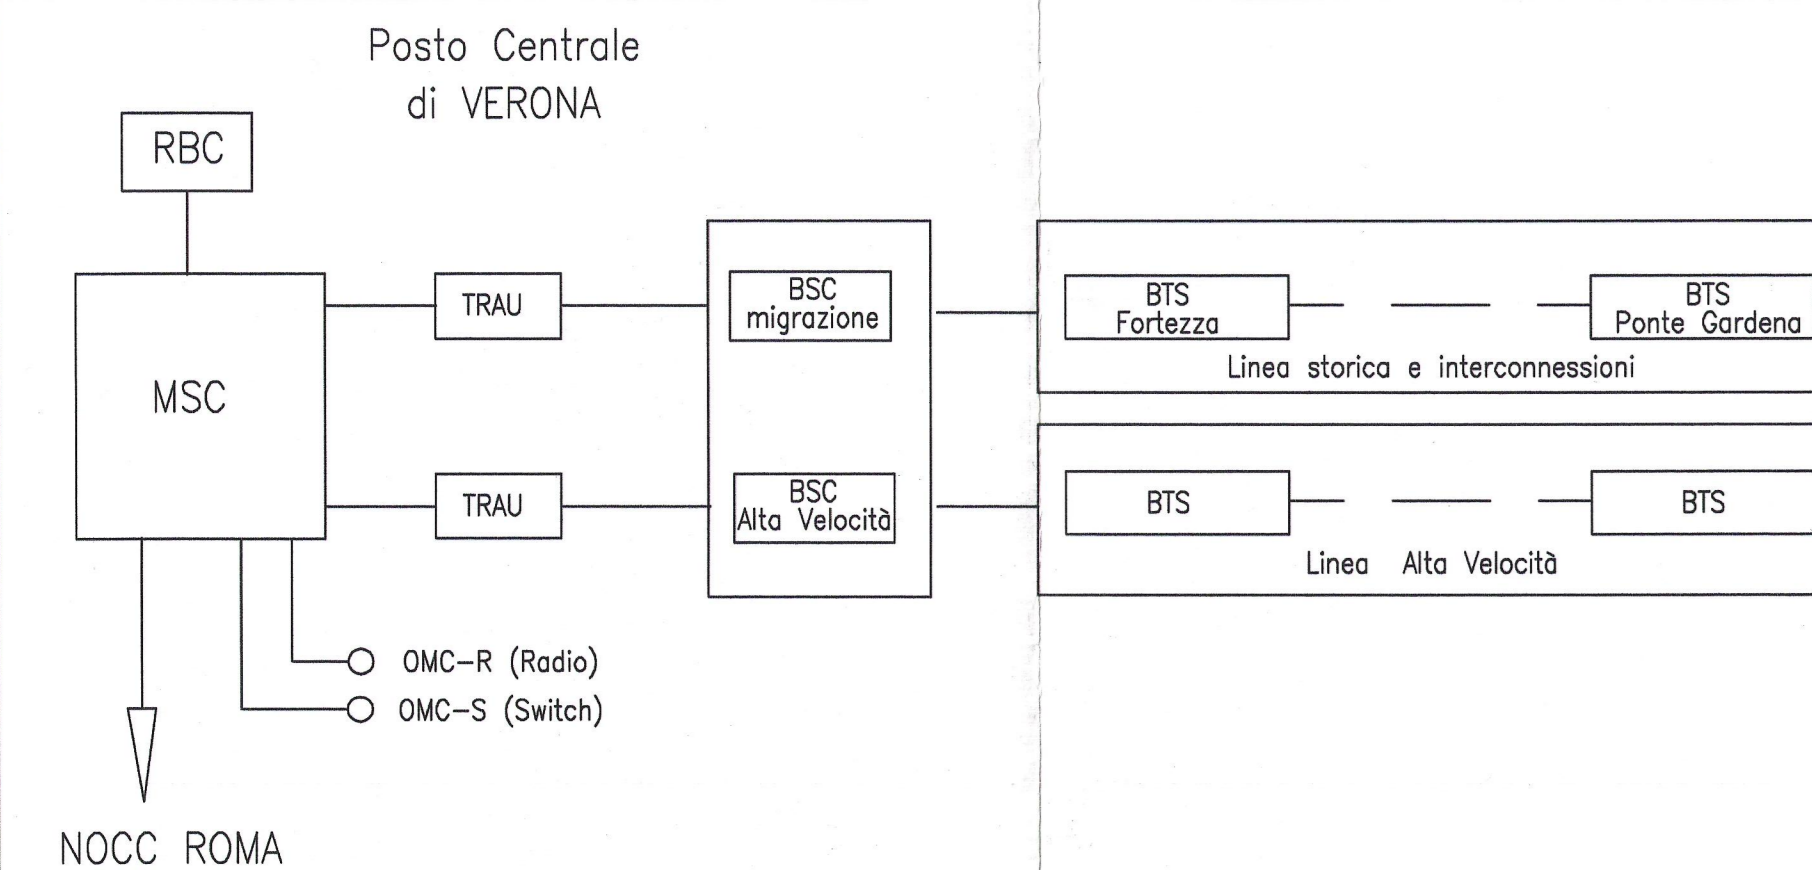 Posto Centrale
di VERONA
RBC
MSC
TRAU
BSC
migrazione
BTS
Fortezza
BTS
Ponte Gardena
Linea storica e interconnessioni
TRAU
BSC
Alta Velocità
BTS
BTS
Linea Alta Velocità
OMC-R (Radio)
OMC-S (Switch)
NOCC ROMA